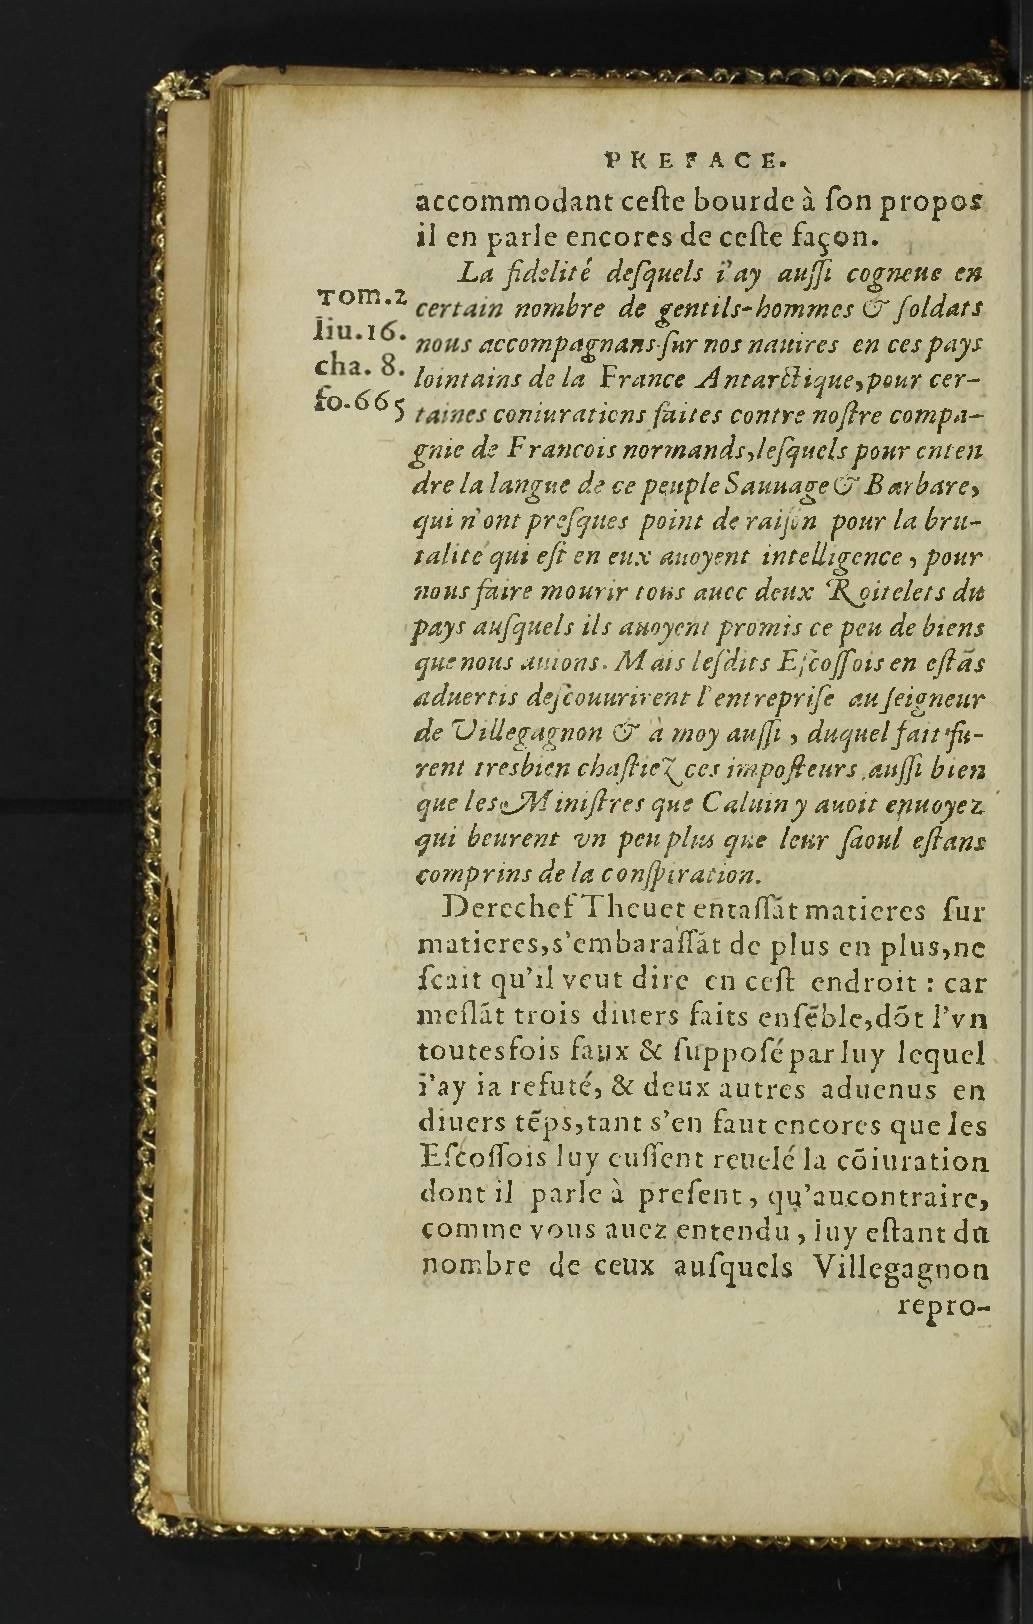 PREFACE.
accommodant ceſte bourde à ſon propos
il en parle encores de ceſte façon.
La fidelité deſquels i'ay auſſi cogneue en
certain nombre de gentils-hommes & ſoldats
nous accompagnans ſur nos nauires en ces pays
lointains de la France Antarctique, pour cer-
taines coniurations faites contre noſtre compa-
gnie de Francois normands, leſquels pour enten
dre la langue de ce peuple Sauuage & Barbare,
qui n'ont preſques point de raiſon pour la bru-
talité qui eſt en eux auoyent intelligence, pour
nous faire mourir tous auec deux Roitelets du
pays auſquels ils auoyent promis ce peu de biens
que nous auions. Mais leſdits Eſcoſſois en eſtãs
aduertis deſcouurirent l'entrepriſe au ſeigneur
de Villegagnon & à moy auſſi, duquel fait fu-
rent tresbien chaſtiez ces impoſteurs, auſſi bien
que les Miniſtres que Caluin y auoit enuoyez
qui beurent vn peu plus que leur ſaoul eſtans
comprins de la conſpiration.
Tom.2
liu.16.
cha. 8.
fo.665
Derechef Theuet entaſſãt matieres ſur
matieres, s'embaraſſãt de plus en plus, ne
ſcait qu'il veut dire en ceſt endroit : car
meſlãt trois diuers faits enſẽble, dõt l'vn
toutesfois faux & ſuppoſé par luy lequel
i'ay ia refuté, & deux autres aduenus en
diuers tẽps, tant s'en faut encores que les
Eſcoſſois luy euſſent reuelé la cõiuration
dont il parle à preſent, qu'aucontraire,
comme vous auez entendu, luy eſtant du
nombre de ceux auſquels Villegagnon
repro-